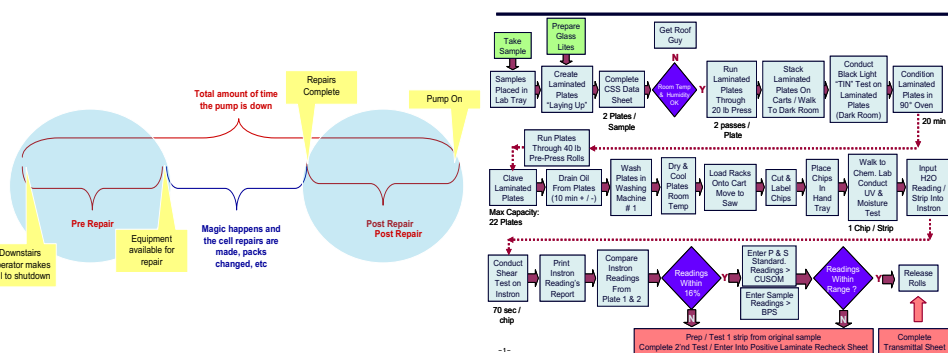 Repairs
Complete
Total amount of time
the pump is down
Pump On
Pre Repair
Post Repair
Post Repair
Magic happens and
the cell repairs are
made, packs
changed, etc
Equipment
available for
repair
Downstairs
to shutdown
Take
Sample
Prepare
Glass
Lites
Get Roof
Guy
N
Samples
Placed in
Lab Tray
Create
Laminated
Plates
“Laying Up”
Complete
CSS Data
Sheet
2 Plates /
Sample
Room Temp
& Humidity
OK
Y
Run
Laminated
Plates
Through
20 lb Press
2 passes /
Plate
Stack
Laminated
Plates On
Carts / Walk
To Dark Room
Conduct
Black Light
“TIN” Test on
Laminated
Plates
(Dark Room)
Condition
Laminated
Plates in
90° Oven
20 min
Run Plates
Through 40 lb
Pre-Press Rolls
Clave
Laminated
Plates
Max Capacity:
22 Plates
Drain Oil
From Plates
(10 min + / -)
Wash
Plates in
Washing
Machine
# 1
Dry &
Cool
Plates
Room
Temp
Load Racks
Onto Cart
Move to
Saw
Cut &
Label
Chips
Place
Chips
In
Hand
Tray
Walk to
Chem. Lab
Conduct
UV &
Moisture
Test
1 Chip / Strip
Input
H2O
Reading /
Strip Into
Instron
Conduct
Shear
Test on
Instron
70 sec /
chip
Print
Instron
Reading's
Report
Compare
Instron
Readings
From
Plate 1 & 2
Readings
Within
16%
Y
N
Enter P & S
Standard.
Readings >
CUSOM
Enter Sample
Readings >
BPS
Readings
Within
Range ?
Y
N
Release
Rolls
Prep / Test 1 strip from original sample
Complete 2'nd Test / Enter Into Positive Laminate Recheck Sheet
Complete
Transmittal Sheet
-1-